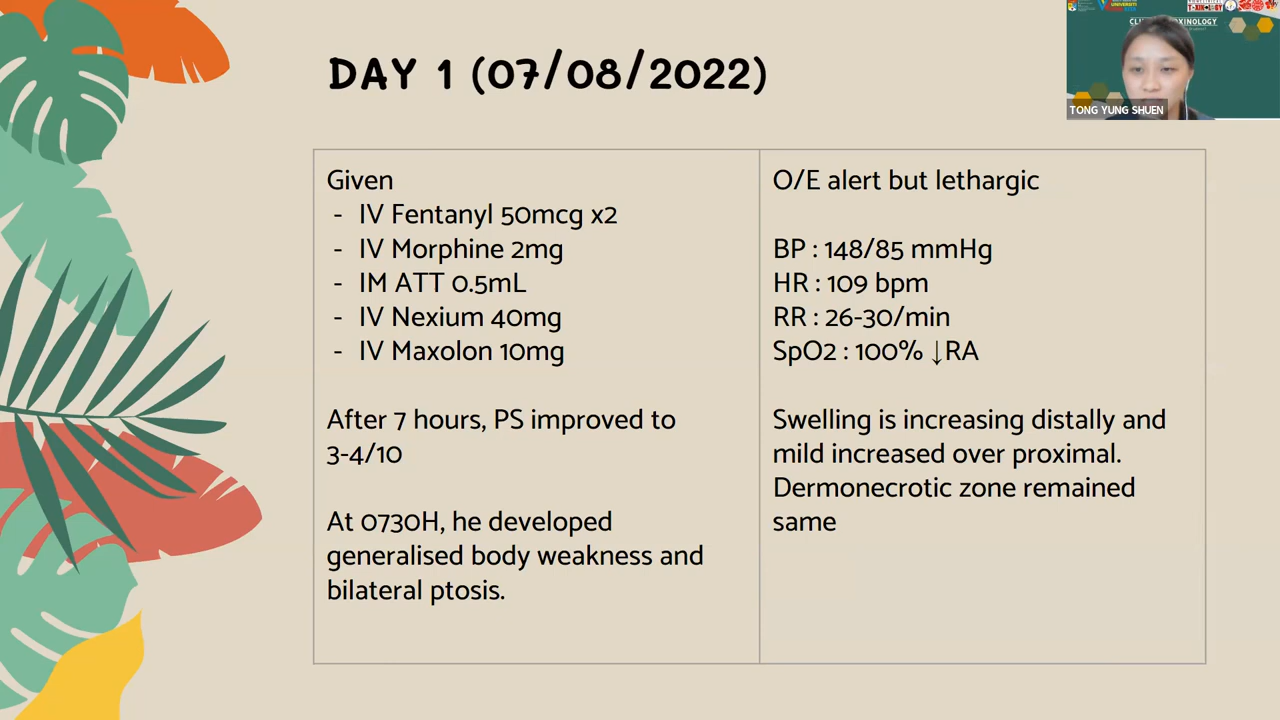 DAY 1 (07/08/2022)
Given
- IV Fentanyl 50mcg x2
- IV Morphine 2mg
- IM ATT 0.5mL
- IV Nexium 40mg
- IV Maxolon 10mg
After 7 hours, PS improved to
3-4/10
At 0730H, he developed
generalised body weakness and
bilateral ptosis.
O/E alert but lethargic
BP : 148/85 mmHg
HR : 109 bpm
RR : 26-30/min
SpO2 : 100% ↓RA
Swelling is increasing distally and
mild increased over proximal.
Dermonecrotic zone remained
same
TONG YUNG SHUEN